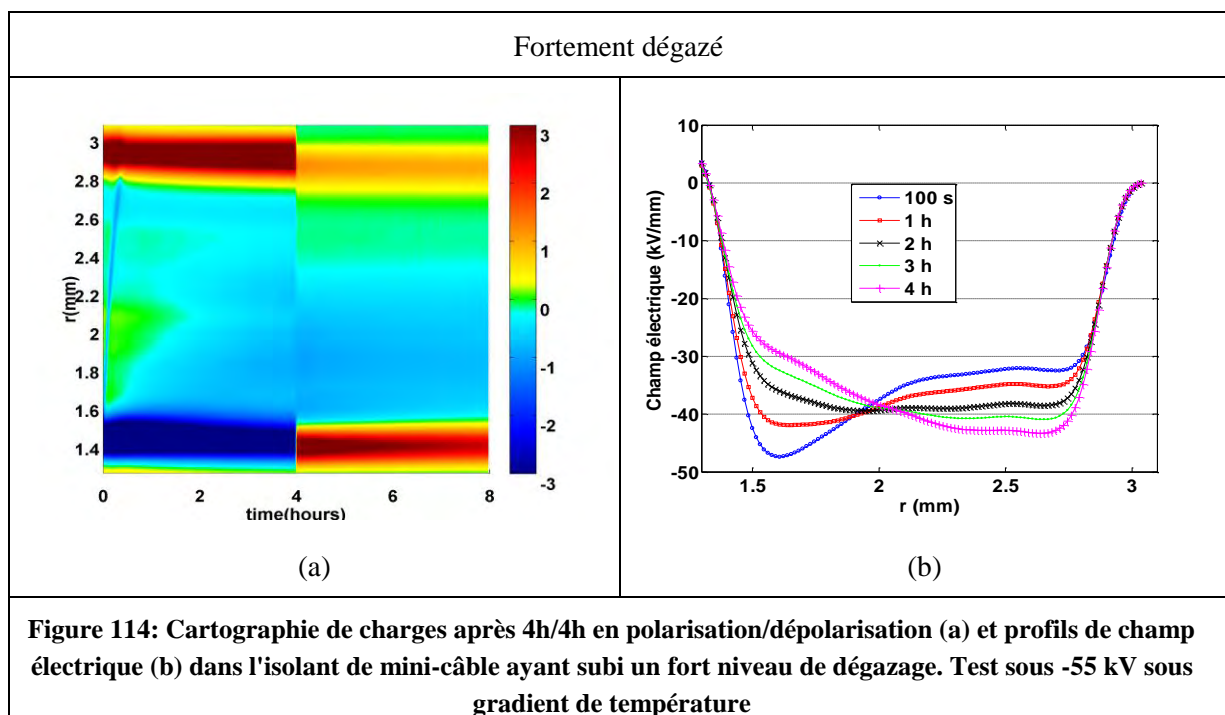 Fortement dégazé
3
2.8
2.6
2.4
2.2
2
1.8
1.6
1.4
r(mm)
0
2
4
6
8
time(hours)
3
2
1
0
-1
-2
-3
(a)
10
0
-10
-20
-30
-40
-50
Champ électrique (kV/mm)
100 s
1 h
2 h
3 h
4 h
1.5
2
2.5
3
r (mm)
(b)
Figure 114: Cartographie de charges après 4h/4h en polarisation/dépolarisation (a) et profils de champ
électrique (b) dans l'isolant de mini-câble ayant subi un fort niveau de dégazage. Test sous -55 kV sous
gradient de température